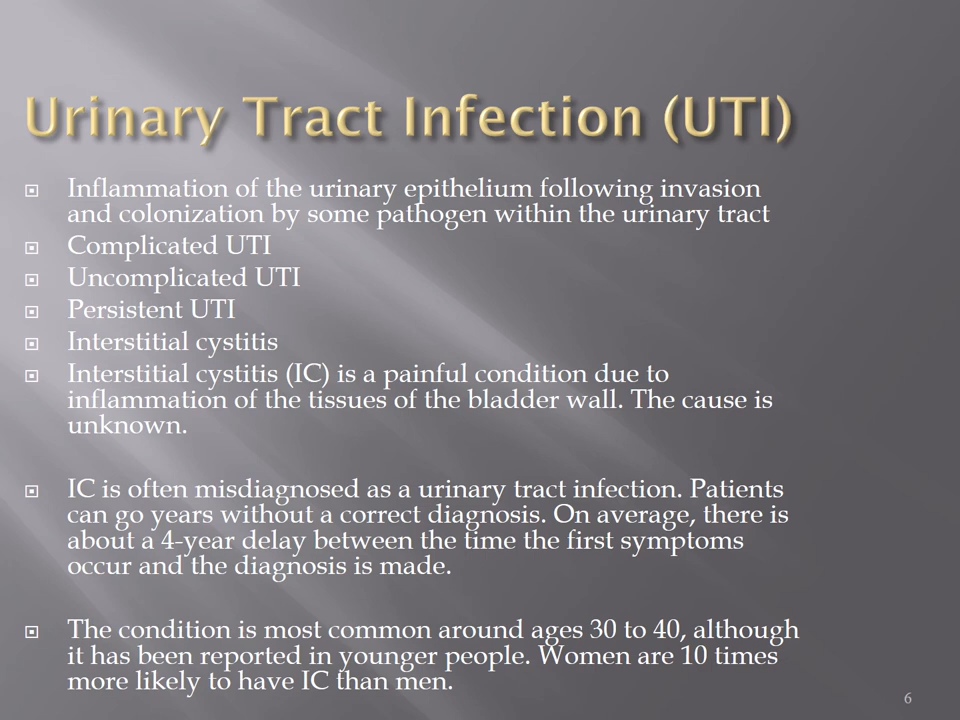 Urinary Tract Infection (UTI)
Inflammation of the urinary epithelium following invasion
and colonization by some pathogen within the urinary tract
Complicated UTI
Uncomplicated UTI
Persistent UTI
Interstitial cystitis
Interstitial cystitis (IC) is a painful condition due to
inflammation of the tissues of the bladder wall. The cause is
unknown.
IC is often misdiagnosed as a urinary tract infection. Patients
can go years without a correct diagnosis. On average, there is
about a 4-year delay between the time the first symptoms
occur and the diagnosis is made.
The condition is most common around ages 30 to 40, although
it has been reported in younger people. Women are 10 times
more likely to have IC than men.
6